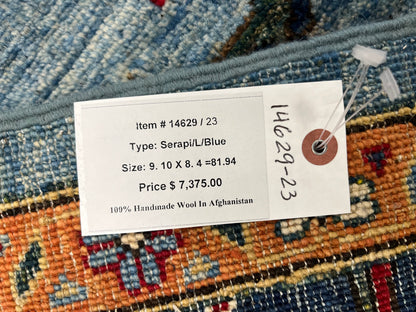 Item # 14629 / 23
Type: Serapi/L/Blue
Size: 9. 10 X 8. 4 =81.94
Price $ 7,375.00
100% Handmade Wool In Afghanistan
14629-23